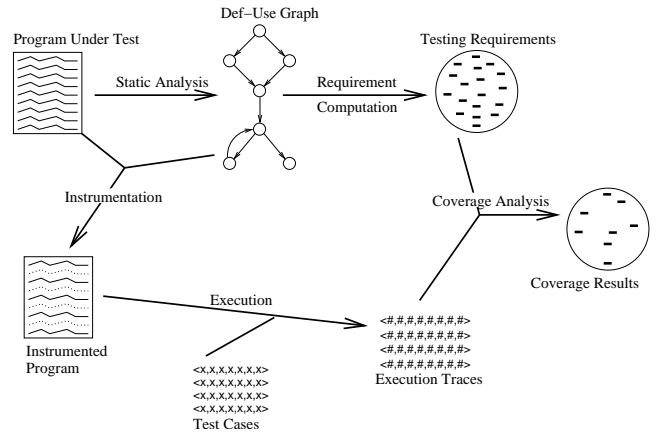 Def-Use Graph
Program Under Test
Testing Requirements
Static Analysis
Requirement
Computation
Instrumentation
Coverage Analysis
Coverage Results
Execution
Instrumented
Program
<#,#,#,#,#,#,#,#>
<#,#,#,#,#,#,#,#>
<#,#,#,#,#,#,#,#>
<#,#,#,#,#,#,#,#>
Execution Traces
<x,x,x,x,x,x,x>
<x,x,x,x,x,x,x>
<x,x,x,x,x,x,x>
<x,x,x,x,x,x,x>
Test Cases